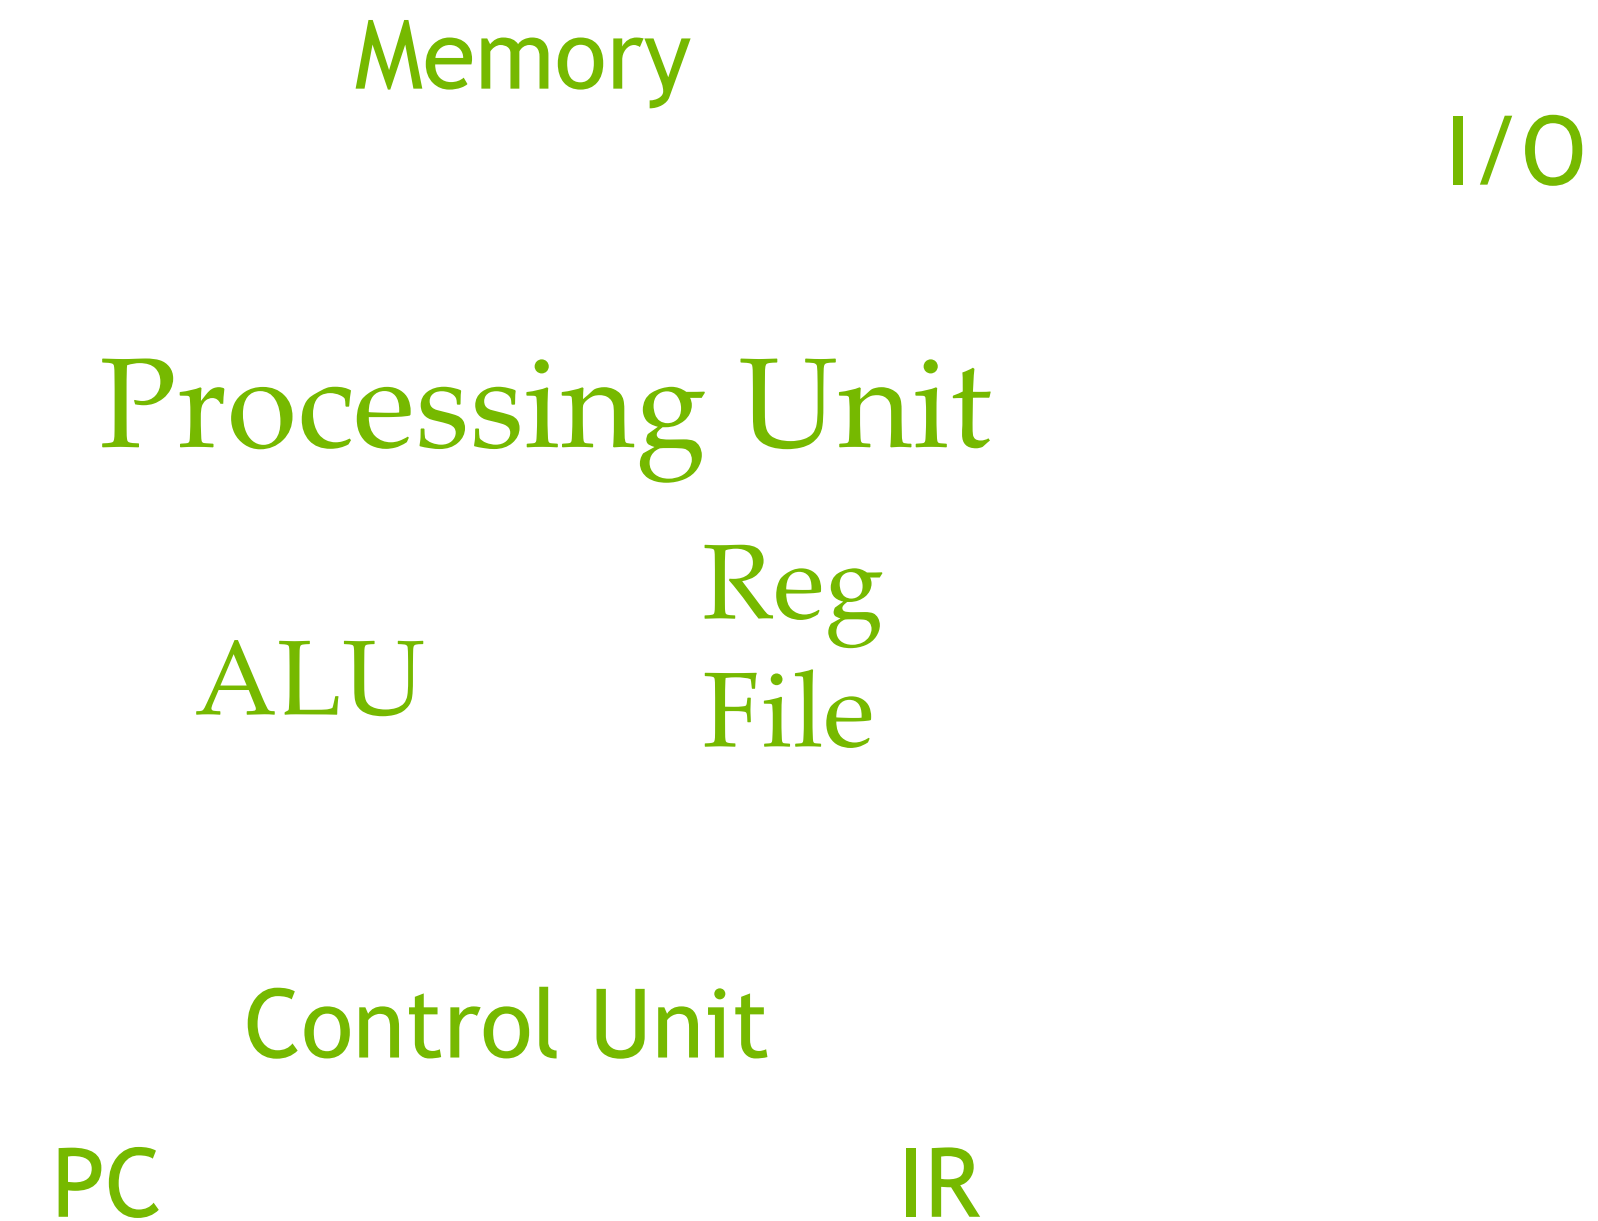 Memory
I/O
Processing Unit
ALU
Reg
File
Control Unit
PC
IR